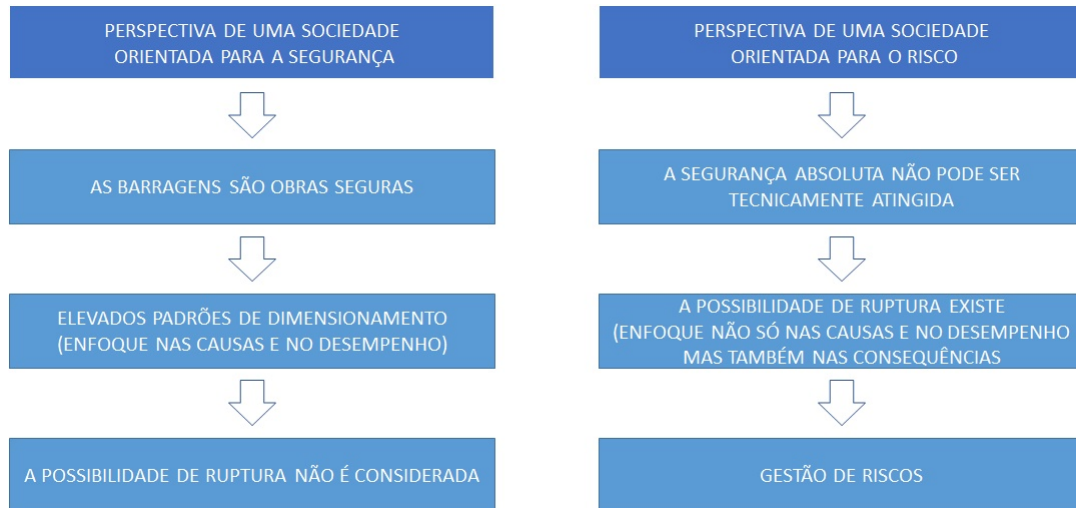 PERSPECTIVA DE UMA SOCIEDADE
ORIENTADA PARA A SEGURANÇA
AS BARRAGENS SÃO OBRAS SEGURAS
ELEVADOS PADRÕES DE DIMENSIONAMENTO
(ENFOQUE NAS CAUSAS E NO DESEMPENHO)
A POSSIBILIDADE DE RUPTURA NÃO É CONSIDERADA
PERSPECTIVA DE UMA SOCIEDADE
ORIENTADA PARA O RISCO
A SEGURANÇA ABSOLUTA NÃO PODE SER
TECNICAMENTE ATINGIDA
A POSSIBILIDADE DE RUPTURA EXISTE
(ENFOQUE NÃO SÓ NAS CAUSAS E NO DESEMPENHO
MAS TAMBÉM NAS CONSEQUÊNCIAS
GESTÃO DE RISCOS